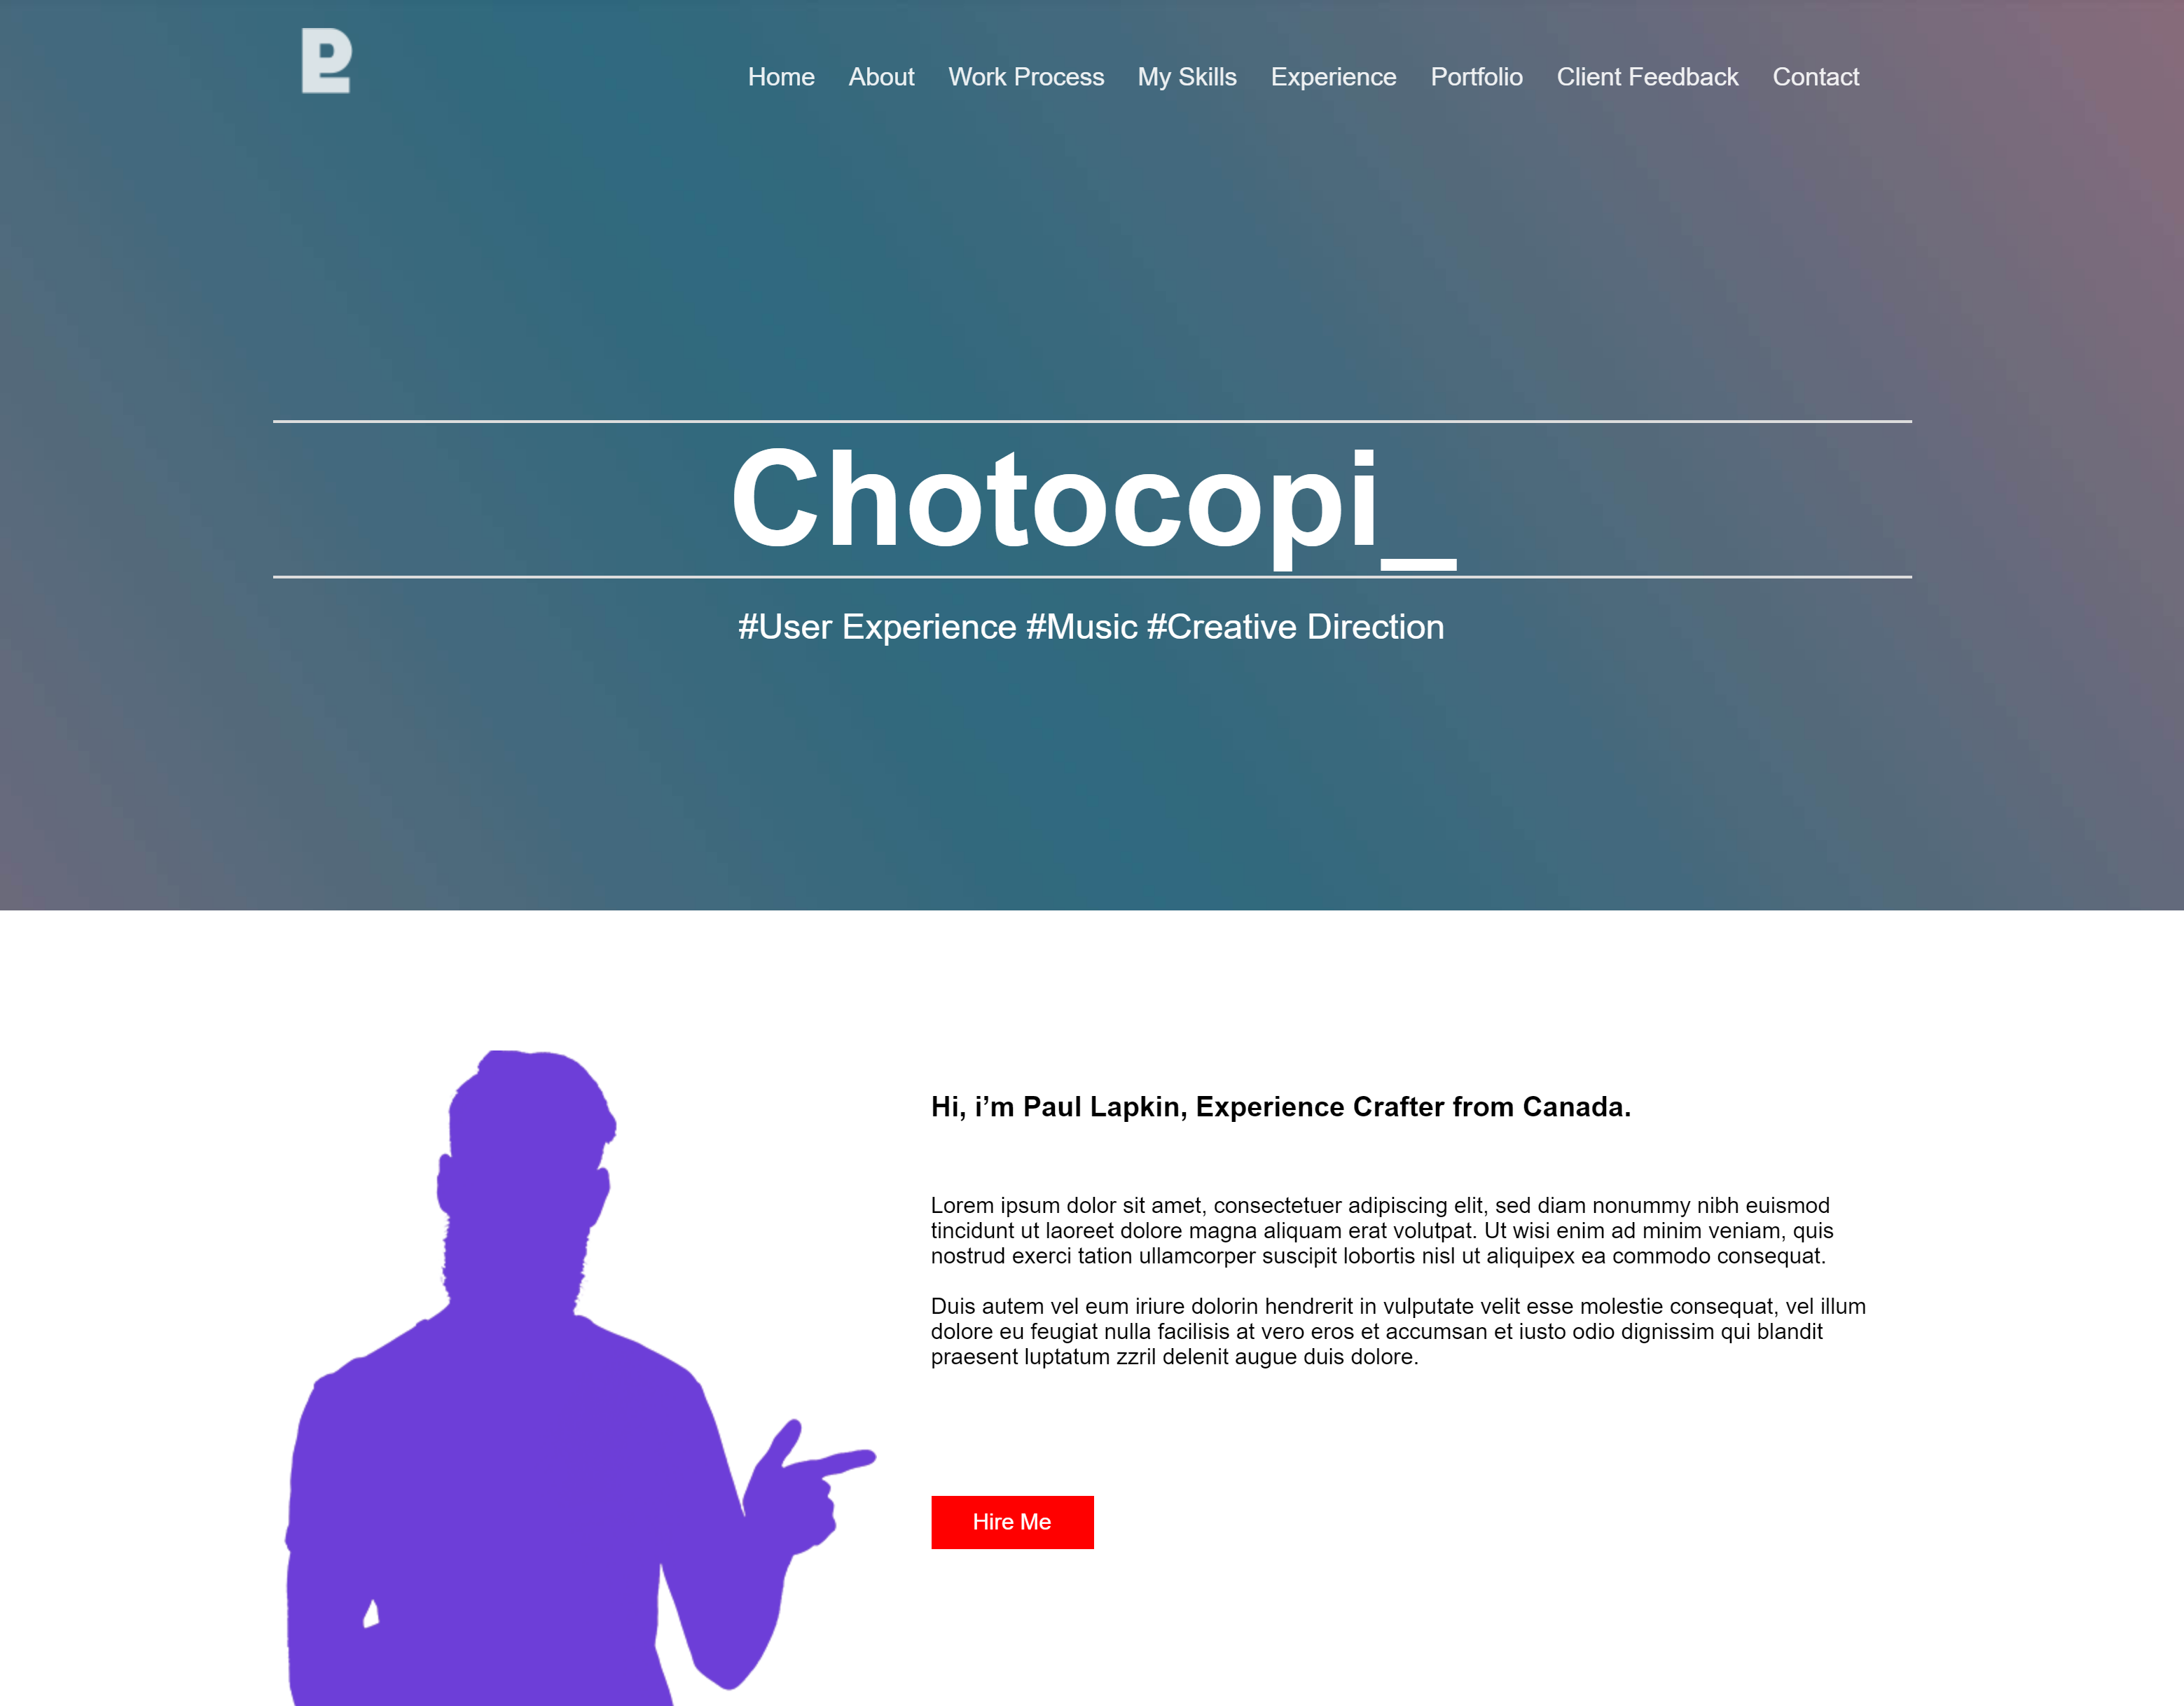 Home About Work Process My Skills Experience Portfolio Client Feedback Contact
Chotocopi_
#User Experience #Music #Creative Direction
Hi, i’m Paul Lapkin, Experience Crafter from Canada.
Lorem ipsum dolor sit amet, consectetuer adipiscing elit, sed diam nonummy nibh euismod
tincidunt ut laoreet dolore magna aliquam erat volutpat. Ut wisi enim ad minim veniam, quis
nostrud exerci tation ullamcorper suscipit lobortis nisl ut aliquipex ea commodo consequat.
Duis autem vel eum iriure dolorin hendrerit in vulputate velit esse molestie consequat, vel illum
dolore eu feugiat nulla facilisis at vero eros et accumsan et iusto odio dignissim qui blandit
praesent luptatum zzril delenit augue duis dolore.
Hire Me